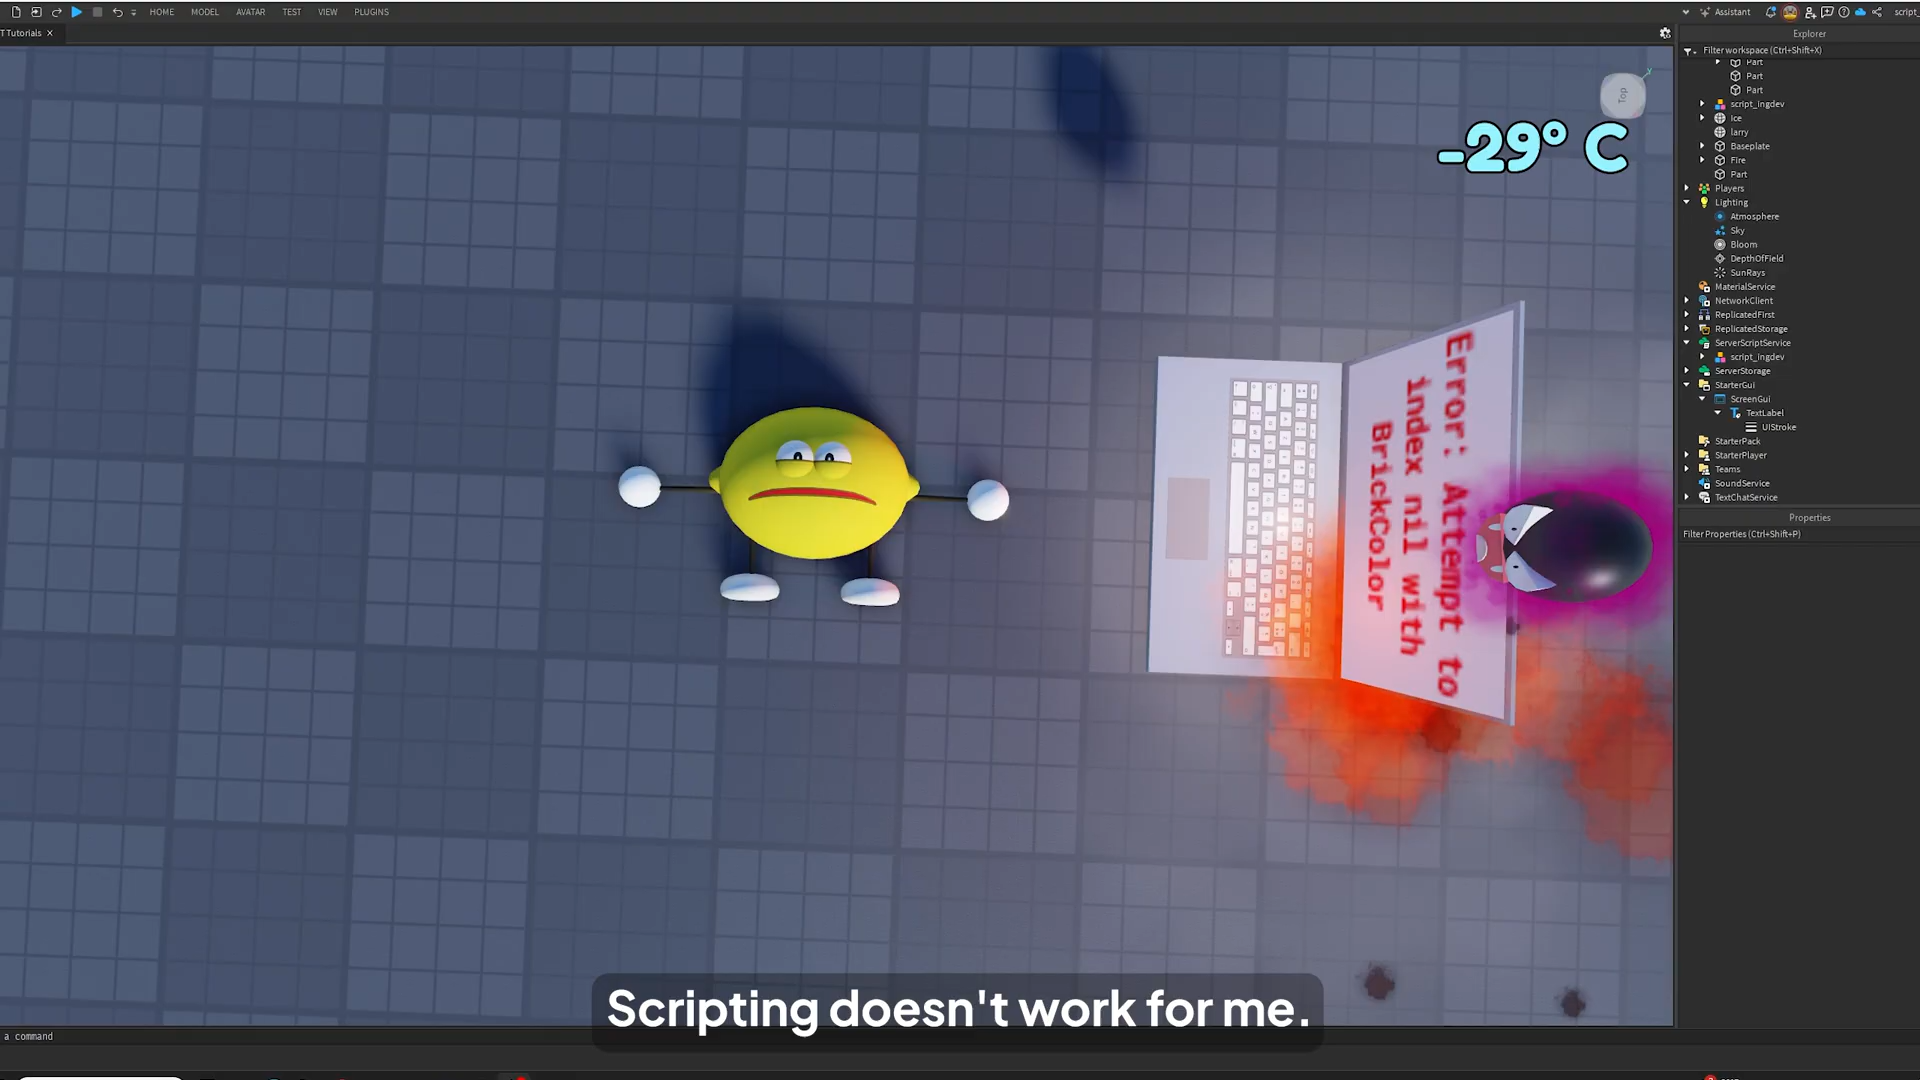 HOME MODEL AVATAR TEST VIEW PLUGINS
Assistant
script_
T Tutorials ×
Explorer
Filter workspace (Ctrl+Shift+X)
Part
Part
Part
script_ingdev
Ice
larry
Baseplate
Fire
Part
Players
Lighting
Atmosphere
Sky
Bloom
DepthOfField
SunRays
MaterialService
NetworkClient
ReplicatedFirst
ReplicatedStorage
ServerScriptService
script_ingdev
ServerStorage
StarterGui
ScreenGui
TextLabel
UIStroke
StarterPack
StarterPlayer
Teams
SoundService
TextChatService
Properties
Filter Properties (Ctrl+Shift+P)
Top
Y
-29° C
Error: Attempt to
index nil with
BrickColor
Scripting doesn't work for me.
a command